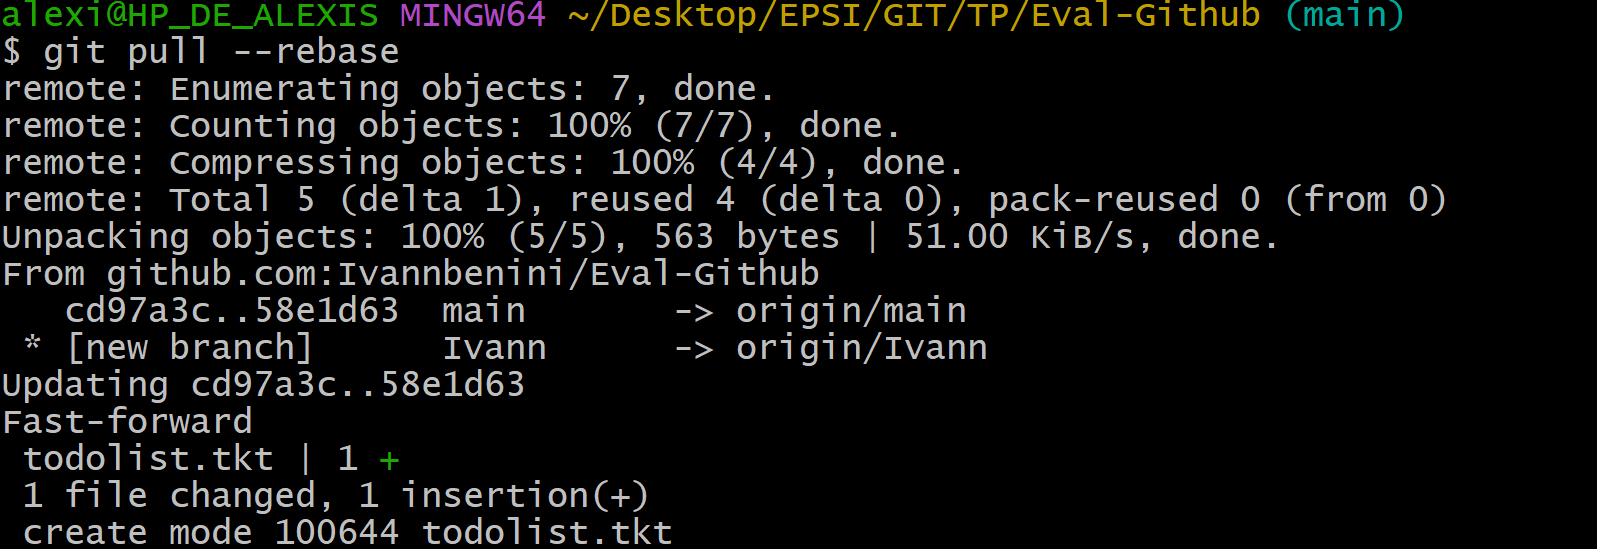 alexi@HP_DE_ALEXIS MINGW64 ~/Desktop/EPSI/GIT/TP/Eval-Github (main)
$ git pull --rebase
remote: Enumerating objects: 7, done.
remote: Counting objects: 100% (7/7), done.
remote: Compressing objects: 100% (4/4), done.
remote: Total 5 (delta 1), reused 4 (delta 0), pack-reused 0 (from 0)
Unpacking objects: 100% (5/5), 563 bytes | 51.00 KiB/s, done.
From github.com:Ivannbenini/Eval-Github
   cd97a3c..58e1d63  main       -> origin/main
 * [new branch]      Ivann      -> origin/Ivann
Updating cd97a3c..58e1d63
Fast-forward
 todolist.tkt | 1 +
 1 file changed, 1 insertion(+)
 create mode 100644 todolist.tkt